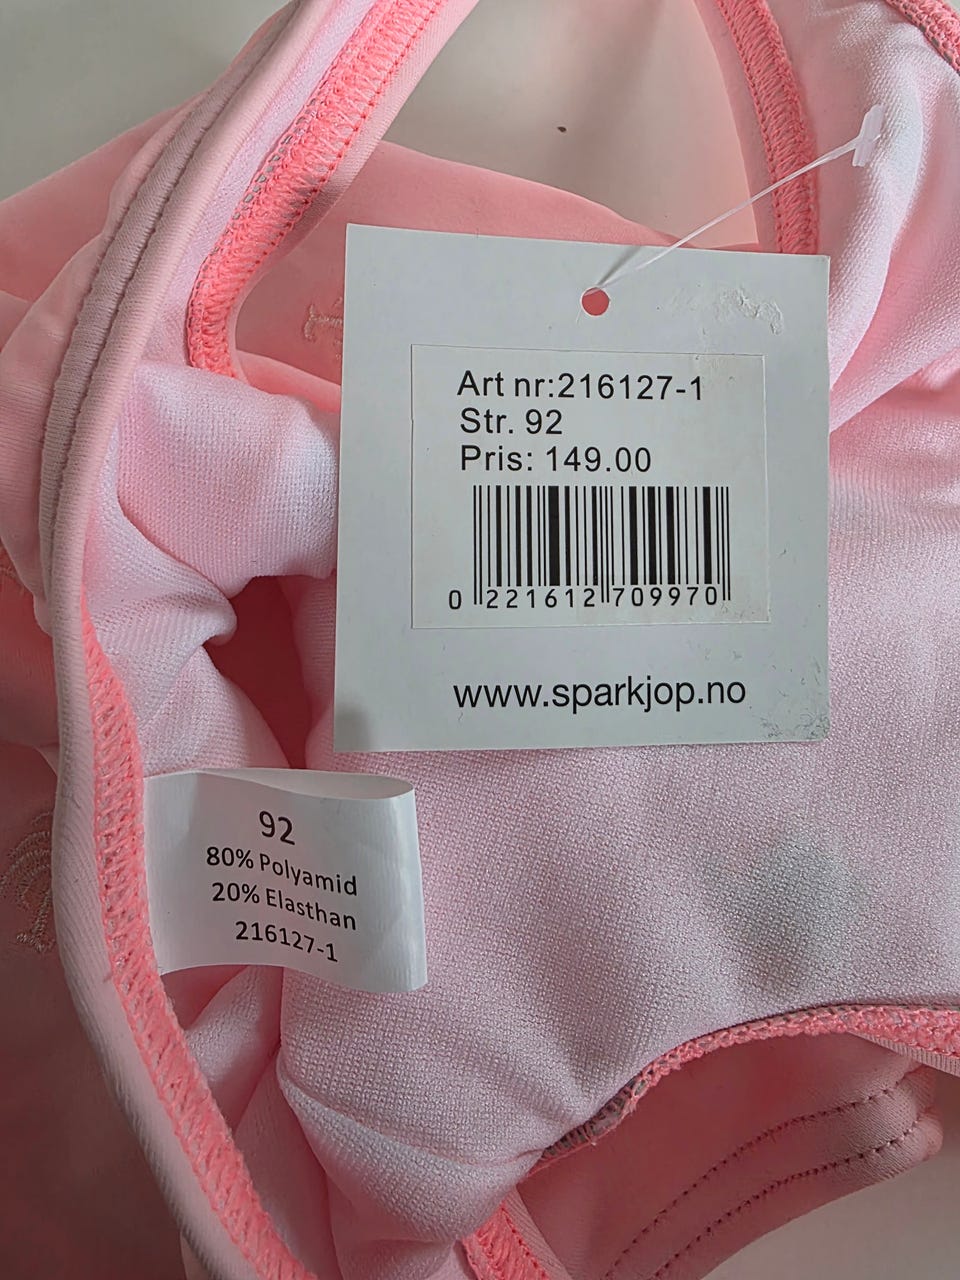 Art nr:216127-1
Str. 92
Pris: 149.00
0 221612 709970
www.sparkjop.no
92
80% Polyamid
20% Elasthan
216127-1